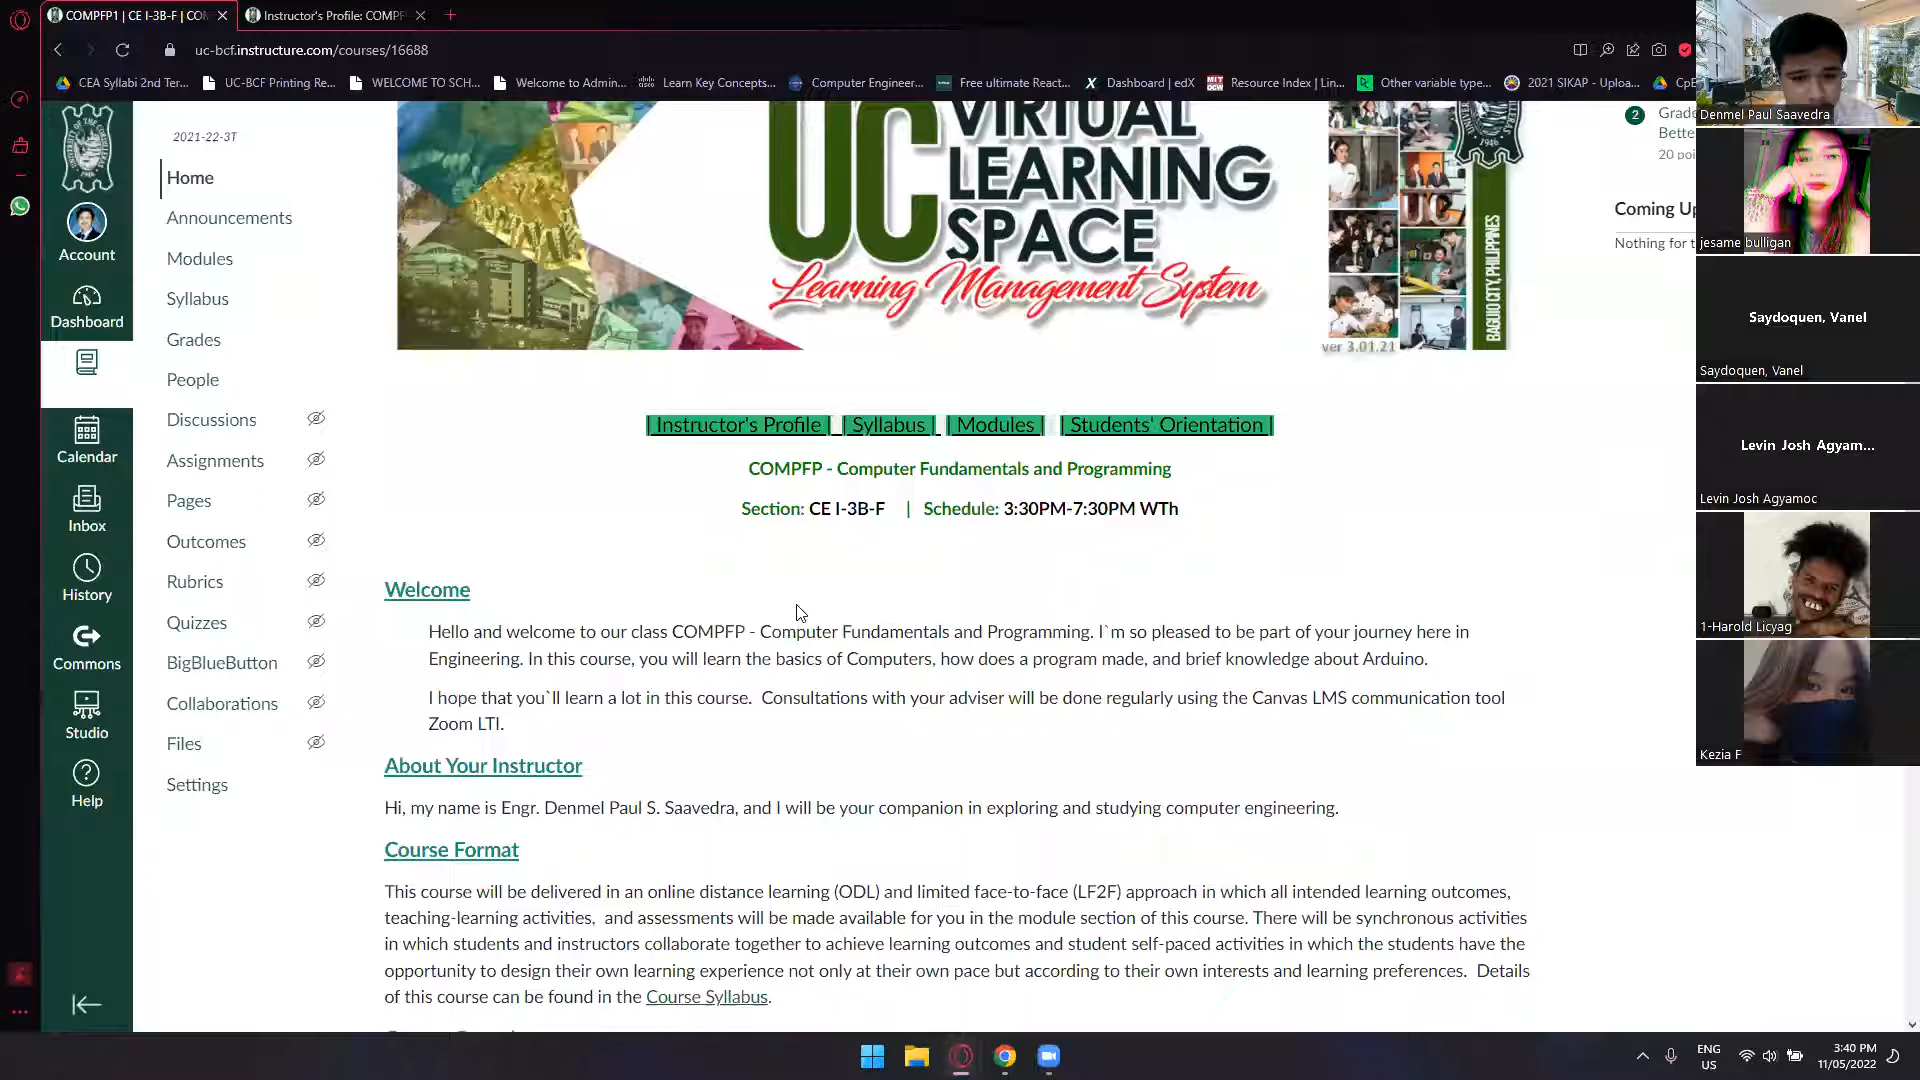 COMPFP1 | CE I-3B-F | COM
Instructor's Profile: COMPF
uc-bcf.instructure.com/courses/16688
CEA Syllabi 2nd Ter...
UC-BCF Printing Re...
WELCOME TO SCH...
Welcome to Admin...
Learn Key Concepts...
Computer Engineer...
Free ultimate React...
Dashboard | edX
Resource Index | Lin...
Other variable type...
2021 SIKAP - Uploa...
CpE
Account
Dashboard
Calendar
Inbox
History
Commons
Studio
Help
2021-22-3T
Home
Announcements
Modules
Syllabus
Grades
People
Discussions
Assignments
Pages
Outcomes
Rubrics
Quizzes
BigBlueButton
Collaborations
Files
Settings
UC VIRTUAL
LEARNING
SPACE
Learning Management System
BAGUIO CITY, PHILIPPINES
ver 3.01.21
| Instructor's Profile | | Syllabus | | Modules | | Students' Orientation |
COMPFP - Computer Fundamentals and Programming
Section: CE I-3B-F | Schedule: 3:30PM-7:30PM WTh
Welcome
Hello and welcome to our class COMPFP - Computer Fundamentals and Programming. I`m so pleased to be part of your journey here in
Engineering. In this course, you will learn the basics of Computers, how does a program made, and brief knowledge about Arduino.
I hope that you`ll learn a lot in this course. Consultations with your adviser will be done regularly using the Canvas LMS communication tool
Zoom LTI.
About Your Instructor
Hi, my name is Engr. Denmel Paul S. Saavedra, and I will be your companion in exploring and studying computer engineering.
Course Format
This course will be delivered in an online distance learning (ODL) and limited face-to-face (LF2F) approach in which all intended learning outcomes,
teaching-learning activities, and assessments will be made available for you in the module section of this course. There will be synchronous activities
in which students and instructors collaborate together to achieve learning outcomes and student self-paced activities in which the students have the
opportunity to design their own learning experience not only at their own pace but according to their own interests and learning preferences. Details
of this course can be found in the Course Syllabus.
2
Grade
Bette
20 poi
Coming Up
Nothing for t
Denmel Paul Saavedra
jesame bulligan
Saydoquen, Vanel
Saydoquen, Vanel
Levin Josh Agyam...
Levin Josh Agyamoc
1-Harold Licyag
Kezia F
ENG
US
3:40 PM
11/05/2022